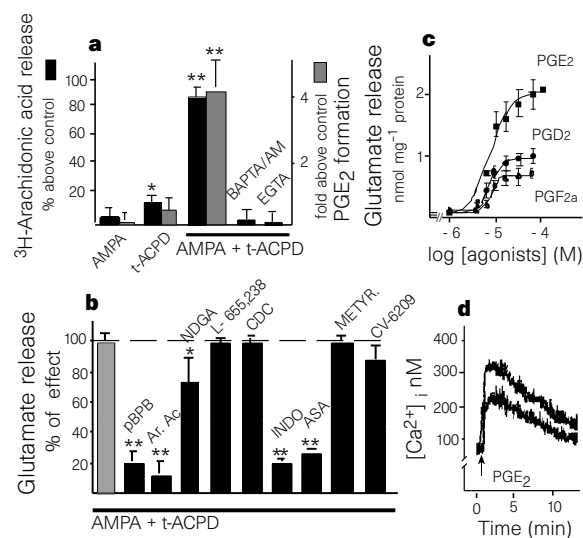 a
³H-Arachidonic acid release
% above control
100
80
60
40
20
**
**
*
BAPTA/AM
EGTA
AMPA
t-ACPD
AMPA + t-ACPD
4
2
fold above control
PGE₂ formation
b
Glutamate release
% of effect
100
80
60
40
20
pBPB
**
Ar. Ac.
**
NDGA
*
L- 655,238
CDC
INDO
**
ASA
**
METYR.
CV-6209
AMPA + t-ACPD
c
Glutamate release
nmol mg⁻¹ protein
2
1
PGE₂
PGD₂
PGF₂a
- 6
- 5
- 4
log [agonists] (M)
d
[Ca²⁺] i nM
400
300
200
100
PGE₂
0
5
10
Time (min)